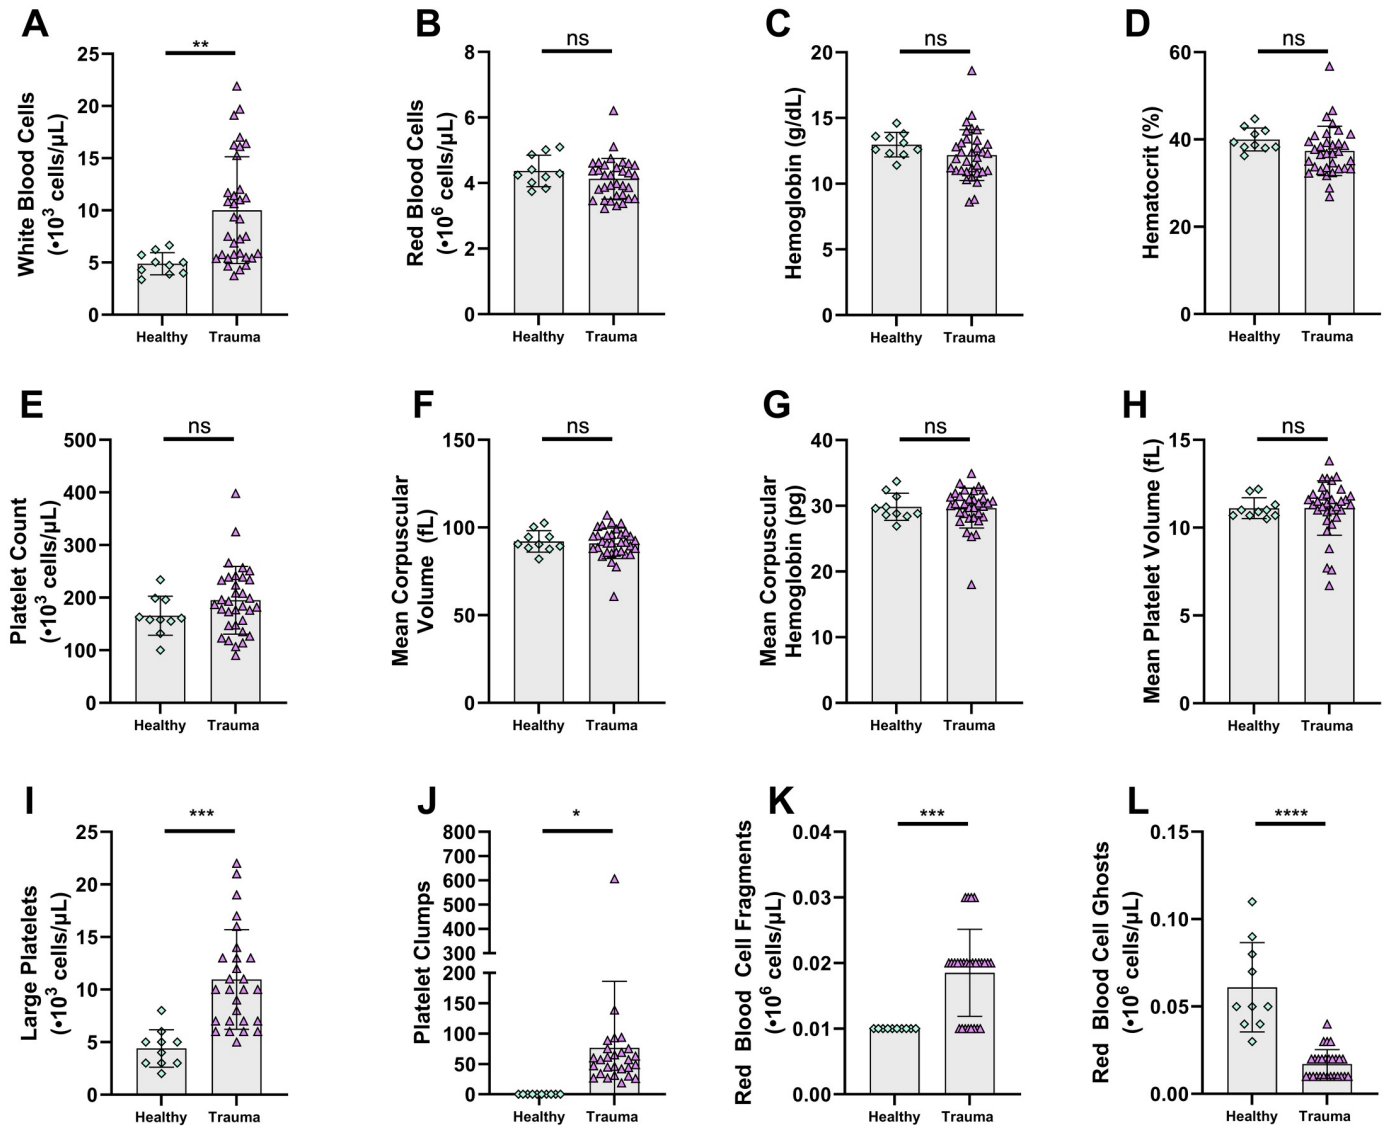 A
White Blood Cells
(•10³ cells/µL)
25
20
15
10
5
0
**
Healthy
Trauma
B
Red Blood Cells
(•10⁶ cells/µL)
8
6
4
2
0
ns
Healthy
Trauma
C
Hemoglobin (g/dL)
20
15
10
5
0
ns
Healthy
Trauma
D
Hematocrit (%)
60
40
20
0
ns
Healthy
Trauma
E
Platelet Count
(•10³ cells/µL)
500
400
300
200
100
0
ns
Healthy
Trauma
F
Mean Corpuscular
Volume (fL)
150
100
50
0
ns
Healthy
Trauma
G
Mean Corpuscular
Hemoglobin (pg)
40
30
20
10
0
ns
Healthy
Trauma
H
Mean Platelet Volume (fL)
15
10
5
0
ns
Healthy
Trauma
I
Large Platelets
(•10³ cells/µL)
25
20
15
10
5
0
***
Healthy
Trauma
J
Platelet Clumps
800
700
600
500
400
300
200
150
100
50
0
*
Healthy
Trauma
K
Red Blood Cell Fragments
(•10⁶ cells/µL)
0.04
0.03
0.02
0.01
0.00
***
Healthy
Trauma
L
Red Blood Cell Ghosts
(•10⁶ cells/µL)
0.15
0.10
0.05
0.00
****
Healthy
Trauma